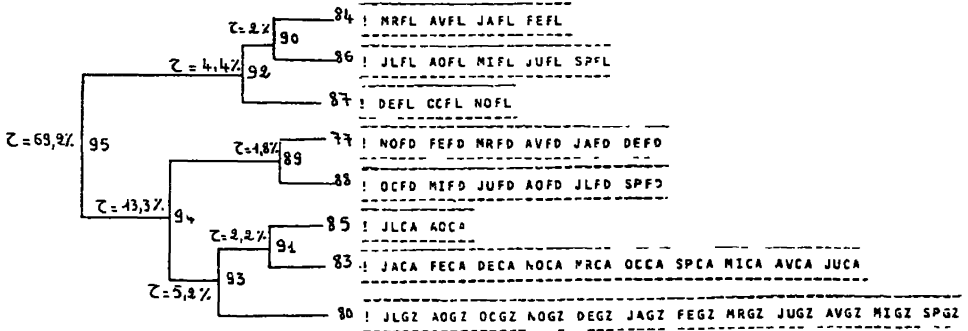 84 ! MRFL AVFL JAFL FEFL
τ=2%
90
86 ! JLFL AOFL MIFL JUFL SPFL
τ=4,4%
92
87 ! DEFL CCFL NOFL
τ=69,2%
95
77 ! NOFD FEFD MRFD AVFD JAFD DEFD
τ=1,8%
89
88 ! OCFD MIFD JUFD AOFD JLFD SPFD
τ=13,3%
94
85 ! JLCA AOCA
τ=2,2%
91
83 ! JACA FECA DECA NOCA MRCA OCCA SPCA MICA AVCA JUCA
93
τ=5,2%
80 ! JLGZ AOGZ OCGZ NOGZ DEGZ JAGZ FEGZ MRGZ JUGZ AVGZ MIGZ SPGZ